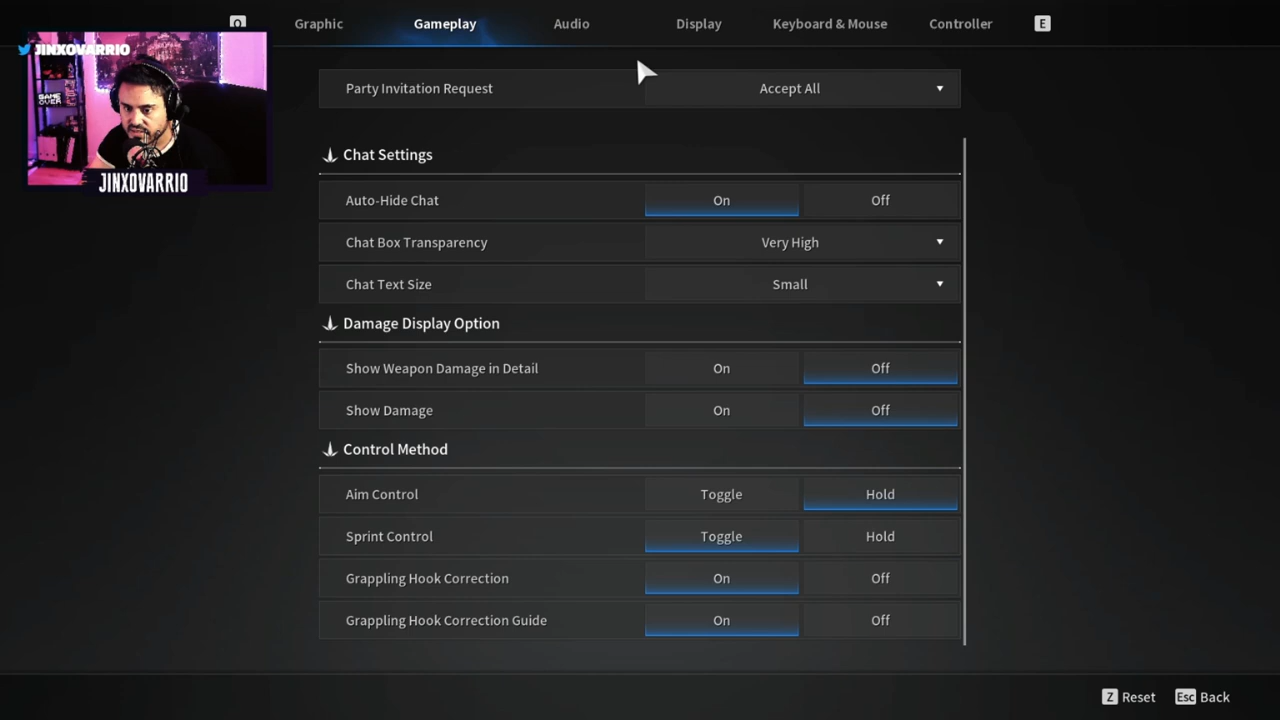 Q Graphic Gameplay Audio Display Keyboard & Mouse Controller E
JINXOVARRIO
GAME OVER
JINXOVARRIO
Party Invitation Request Accept All
Chat Settings
Auto-Hide Chat On Off
Chat Box Transparency Very High
Chat Text Size Small
Damage Display Option
Show Weapon Damage in Detail On Off
Show Damage On Off
Control Method
Aim Control Toggle Hold
Sprint Control Toggle Hold
Grappling Hook Correction On Off
Grappling Hook Correction Guide On Off
Z Reset Esc Back